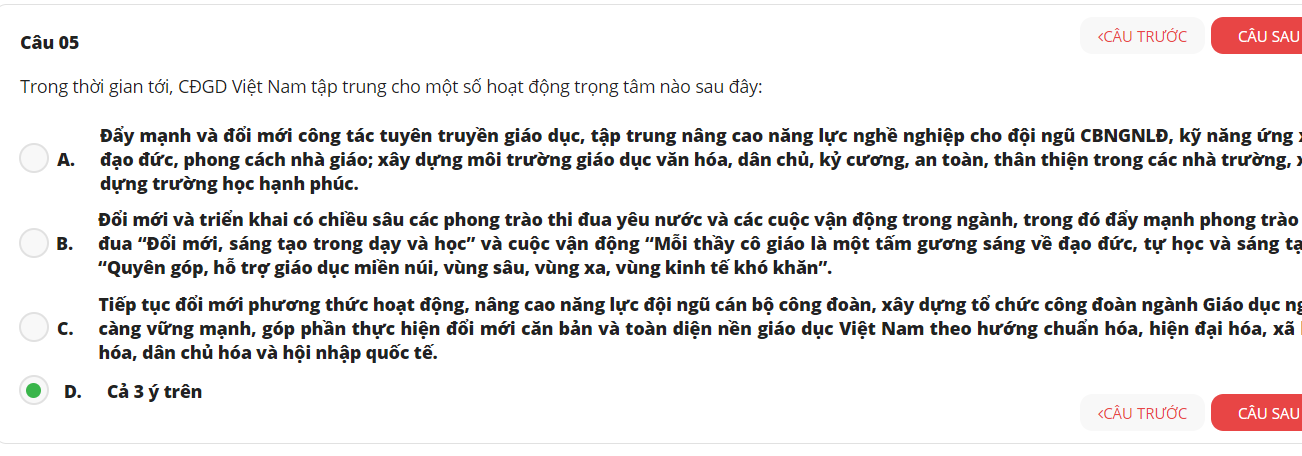 Câu 05
‹CÂU TRƯỚC
CÂU SAU
Trong thời gian tới, CĐGD Việt Nam tập trung cho một số hoạt động trọng tâm nào sau đây:
A.
Đẩy mạnh và đổi mới công tác tuyên truyền giáo dục, tập trung nâng cao năng lực nghề nghiệp cho đội ngũ CBNGNLĐ, kỹ năng ứng
đạo đức, phong cách nhà giáo; xây dựng môi trường giáo dục văn hóa, dân chủ, kỷ cương, an toàn, thân thiện trong các nhà trường,
dựng trường học hạnh phúc.
B.
Đổi mới và triển khai có chiều sâu các phong trào thi đua yêu nước và các cuộc vận động trong ngành, trong đó đẩy mạnh phong trào
đua “Đổi mới, sáng tạo trong dạy và học” và cuộc vận động “Mỗi thầy cô giáo là một tấm gương sáng về đạo đức, tự học và sáng
“Quyên góp, hỗ trợ giáo dục miền núi, vùng sâu, vùng xa, vùng kinh tế khó khăn”.
C.
Tiếp tục đổi mới phương thức hoạt động, nâng cao năng lực đội ngũ cán bộ công đoàn, xây dựng tổ chức công đoàn ngành Giáo dục
càng vững mạnh, góp phần thực hiện đổi mới căn bản và toàn diện nền giáo dục Việt Nam theo hướng chuẩn hóa, hiện đại hóa, xã
hóa, dân chủ hóa và hội nhập quốc tế.
D. Cả 3 ý trên
‹CÂU TRƯỚC
CÂU SAU